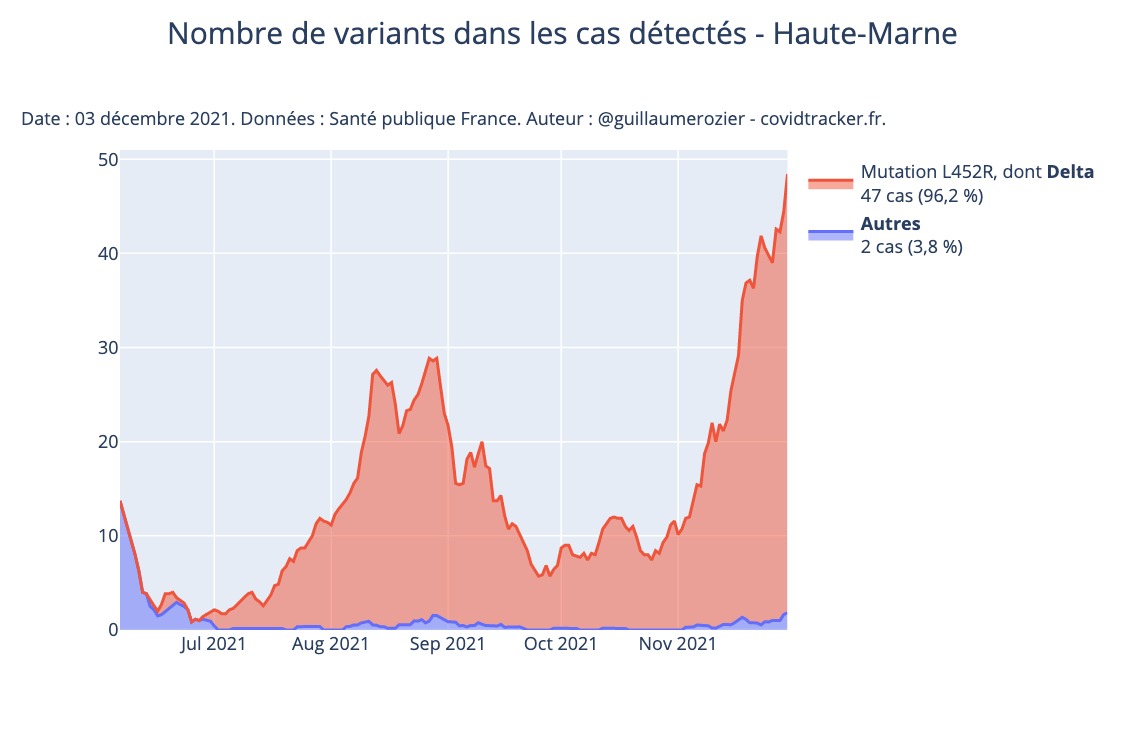 Nombre de variants dans les cas détectés - Haute-Marne
Date : 03 décembre 2021. Données : Santé publique France. Auteur : @guillaumerozier - covidtracker.fr.
50
40
30
20
10
0
Jul 2021
Aug 2021
Sep 2021
Oct 2021
Nov 2021
Mutation L452R, dont Delta
47 cas (96,2 %)
Autres
2 cas (3,8 %)